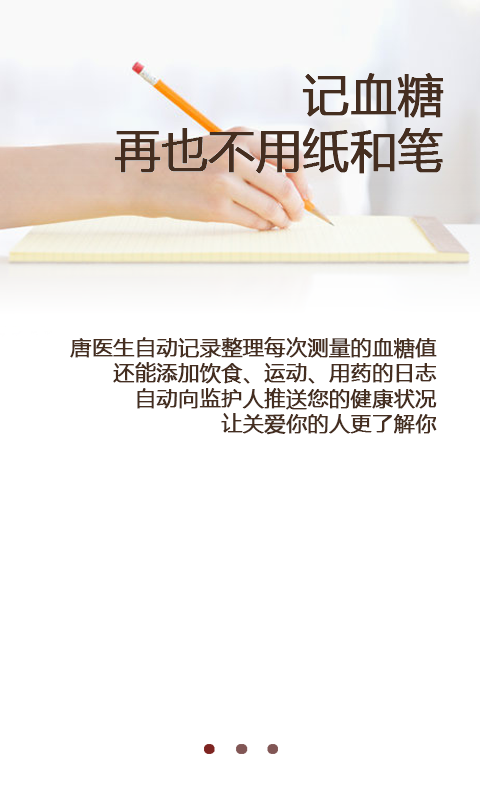 记血糖
再也不用纸和笔
唐医生自动记录整理每次测量的血糖值
还能添加饮食、运动、用药的日志
自动向监护人推送您的健康状况
让关爱你的人更了解你